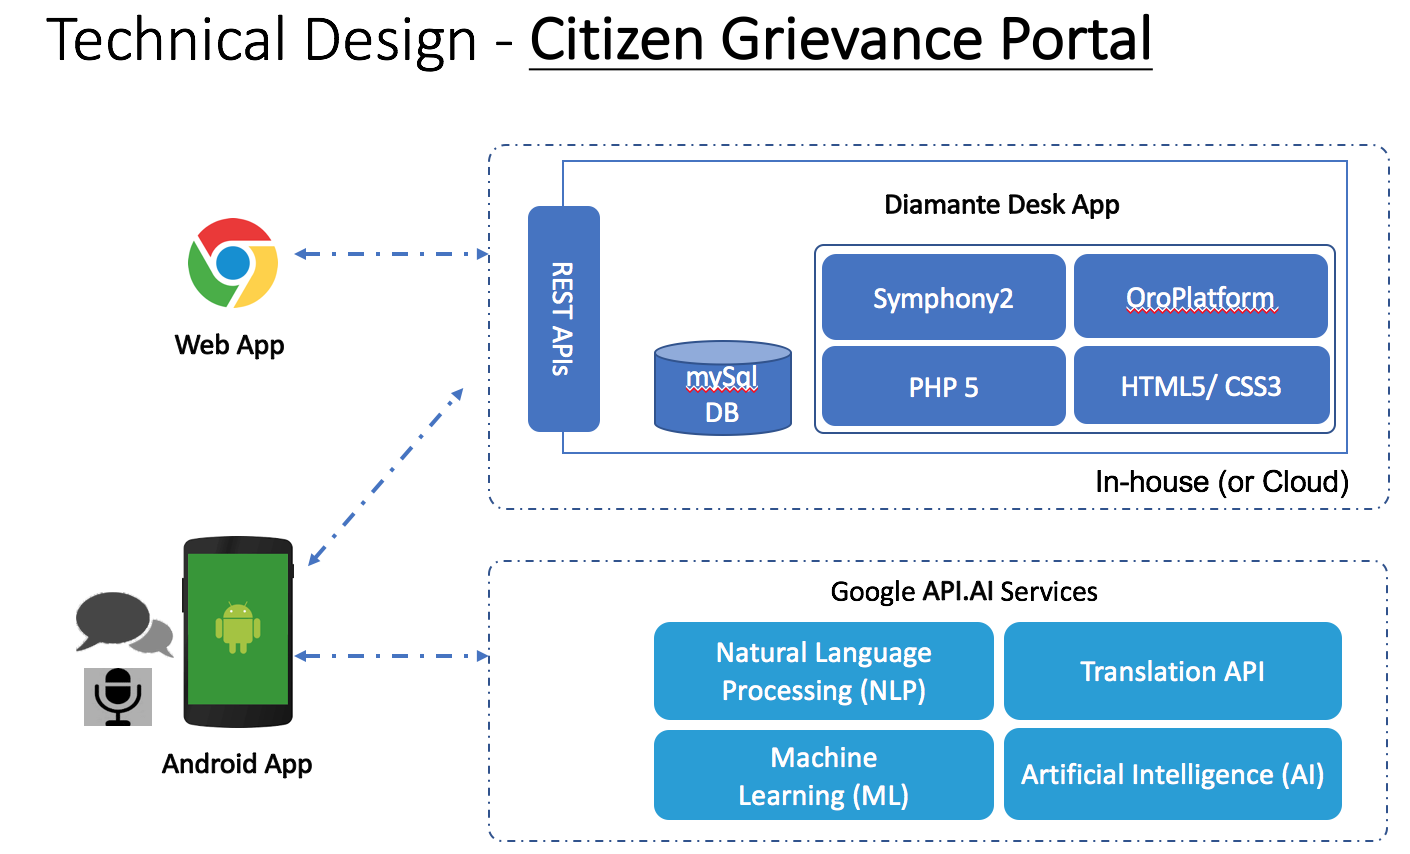 Technical Design - Citizen Grievance Portal
Diamante Desk App
REST APIs
Symphony2
OroPlatform
Web App
mySql
DB
PHP 5
HTML5/ CSS3
In-house (or Cloud)
Google API.AI Services
Natural Language
Processing (NLP)
Translation API
Android App
Machine
Learning (ML)
Artificial Intelligence (AI)